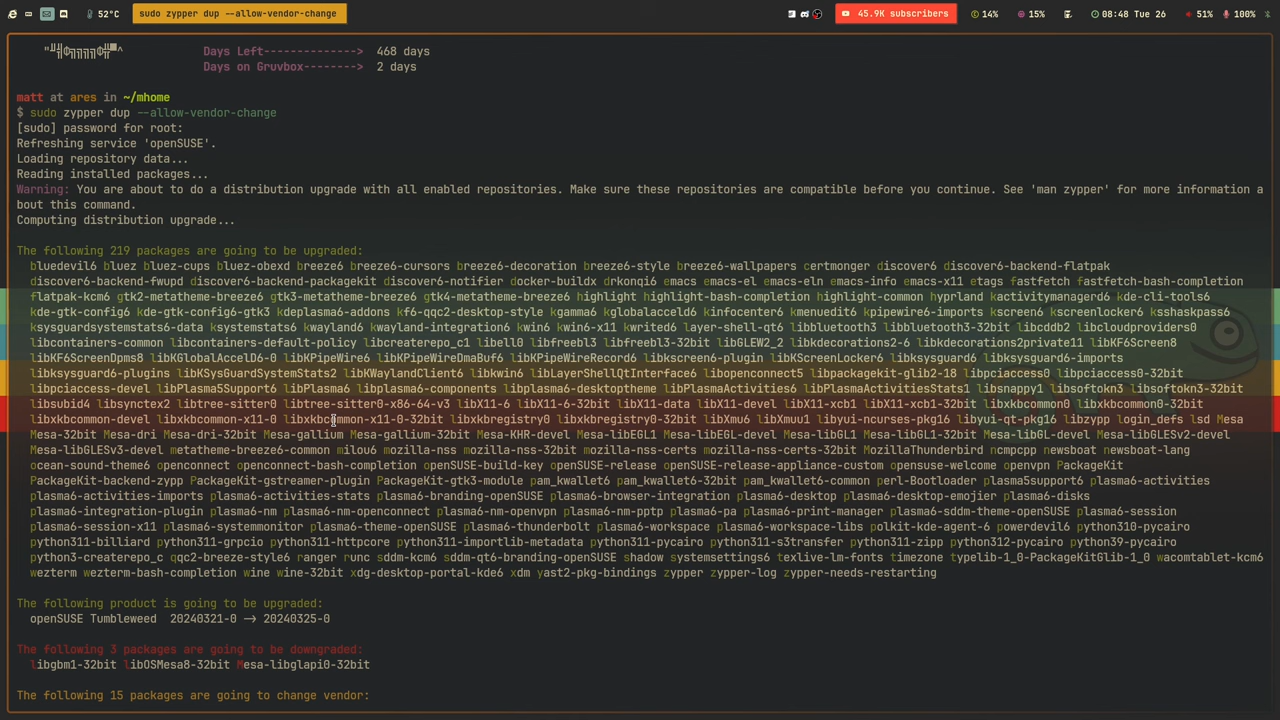 52°C
sudo zypper dup --allow-vendor-change
45.9K subscribers
14%
15%
08:48 Tue 26
51%
100%
Days Left--------------> 468 days
Days on Gruvbox--------> 2 days
matt at ares in ~/mhome
$ sudo zypper dup --allow-vendor-change
[sudo] password for root:
Refreshing service 'openSUSE'.
Loading repository data...
Reading installed packages...
Warning: You are about to do a distribution upgrade with all enabled repositories. Make sure these repositories are compatible before you continue. See 'man zypper' for more information a
bout this command.
Computing distribution upgrade...
The following 219 packages are going to be upgraded:
bluedevil6 bluez bluez-cups bluez-obexd breeze6 breeze6-cursors breeze6-decoration breeze6-style breeze6-wallpapers certmonger discover6 discover6-backend-flatpak
discover6-backend-fwupd discover6-backend-packagekit discover6-notifier docker-buildx drkonqi6 emacs emacs-el emacs-eln emacs-info emacs-x11 etags fastfetch fastfetch-bash-completion
flatpak-kcm6 gtk2-metatheme-breeze6 gtk3-metatheme-breeze6 gtk4-metatheme-breeze6 highlight highlight-bash-completion highlight-common hyprland kactivitymanagerd6 kde-cli-tools6
kde-gtk-config6 kde-gtk-config6-gtk3 kdeplasma6-addons kf6-qqc2-desktop-style kgamma6 kglobalacceld6 kinfocenter6 kmenuedit6 kpipewire6-imports kscreen6 kscreenlocker6 ksshaskpass6
ksysguardsystemstats6-data ksystemstats6 kwayland6 kwayland-integration6 kwin6 kwin6-x11 kwrited6 layer-shell-qt6 libbluetooth3 libbluetooth3-32bit libcddb2 libcloudproviders0
libcontainers-common libcontainers-default-policy libcreaterepo_c1 libell0 libfreebl3 libfreebl3-32bit libGLEW2_2 libkdecorations2-6 libkdecorations2private11 libKF6Screen8
libKF6ScreenDpms8 libKGlobalAccelD6-0 libKPipeWire6 libKPipeWireDmaBuf6 libKPipeWireRecord6 libkscreen6-plugin libKScreenLocker6 libksysguard6 libksysguard6-imports
libksysguard6-plugins libKSysGuardSystemStats2 libKWaylandClient6 libkwin6 libLayerShellQtInterface6 libopenconnect5 libpackagekit-glib2-18 libpciaccess0 libpciaccess0-32bit
libpciaccess-devel libPlasma5Support6 libPlasma6 libplasma6-components libplasma6-desktoptheme libPlasmaActivities6 libPlasmaActivitiesStats1 libsnappy1 libsoftokn3 libsoftokn3-32bit
libsubid4 libsynctex2 libtree-sitter0 libtree-sitter0-x86-64-v3 libX11-6 libX11-6-32bit libX11-data libX11-devel libX11-xcb1 libX11-xcb1-32bit libxkbcommon0 libxkbcommon0-32bit
libxkbcommon-devel libxkbcommon-x11-0 libxkbcommon-x11-0-32bit libxkbregistry0 libxkbregistry0-32bit libXmu6 libXmuu1 libyui-ncurses-pkg16 libyui-qt-pkg16 libzypp login_defs lsd Mesa
Mesa-32bit Mesa-dri Mesa-dri-32bit Mesa-gallium Mesa-gallium-32bit Mesa-KHR-devel Mesa-libEGL1 Mesa-libEGL-devel Mesa-libGL1 Mesa-libGL1-32bit Mesa-libGL-devel Mesa-libGLESv2-devel
Mesa-libGLESv3-devel metatheme-breeze6-common milou6 mozilla-nss mozilla-nss-32bit mozilla-nss-certs mozilla-nss-certs-32bit MozillaThunderbird ncmpcpp newsboat newsboat-lang
ocean-sound-theme6 openconnect openconnect-bash-completion openSUSE-build-key openSUSE-release openSUSE-release-appliance-custom opensuse-welcome openvpn PackageKit
PackageKit-backend-zypp PackageKit-gstreamer-plugin PackageKit-gtk3-module pam_kwallet6 pam_kwallet6-32bit pam_kwallet6-common perl-Bootloader plasma5support6 plasma6-activities
plasma6-activities-imports plasma6-activities-stats plasma6-branding-openSUSE plasma6-browser-integration plasma6-desktop plasma6-desktop-emojier plasma6-disks
plasma6-integration-plugin plasma6-nm plasma6-nm-openconnect plasma6-nm-openvpn plasma6-nm-pptp plasma6-pa plasma6-print-manager plasma6-sddm-theme-openSUSE plasma6-session
plasma6-session-x11 plasma6-systemmonitor plasma6-theme-openSUSE plasma6-thunderbolt plasma6-workspace plasma6-workspace-libs polkit-kde-agent-6 powerdevil6 python310-pycairo
python311-billiard python311-grpcio python311-httpcore python311-importlib-metadata python311-pycairo python311-s3transfer python311-zipp python312-pycairo python39-pycairo
python3-createrepo_c qqc2-breeze-style6 ranger runc sddm-kcm6 sddm-qt6-branding-openSUSE shadow systemsettings6 texlive-lm-fonts timezone typelib-1_0-PackageKitGlib-1_0 wacomtablet-kcm6
wezterm wezterm-bash-completion wine wine-32bit xdg-desktop-portal-kde6 xdm yast2-pkg-bindings zypper zypper-log zypper-needs-restarting
The following product is going to be upgraded:
openSUSE Tumbleweed 20240321-0 -> 20240325-0
The following 3 packages are going to be downgraded:
libgbm1-32bit libOSMesa8-32bit Mesa-libglapi0-32bit
The following 15 packages are going to change vendor: